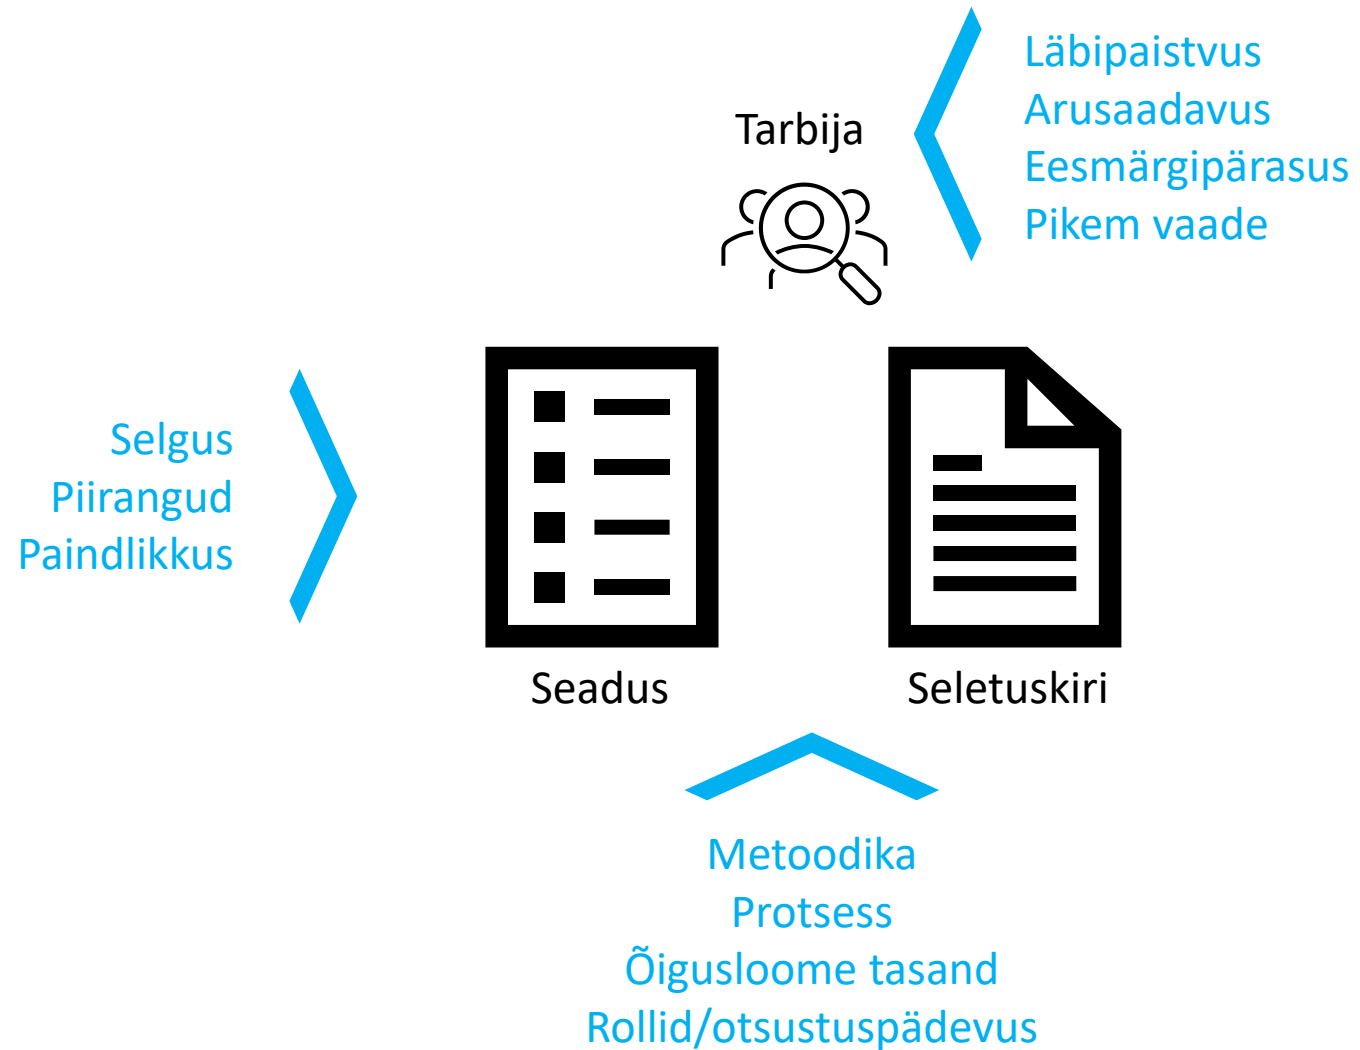 Tarbija
Läbipaistvus
Arusaadavus
Eesmärgipärasus
Pikem vaade
Selgus
Piirangud
Paindlikkus
Seadus
Seletuskiri
Metoodika
Protsess
Õigusloome tasand
Rollid/otsustuspädevus